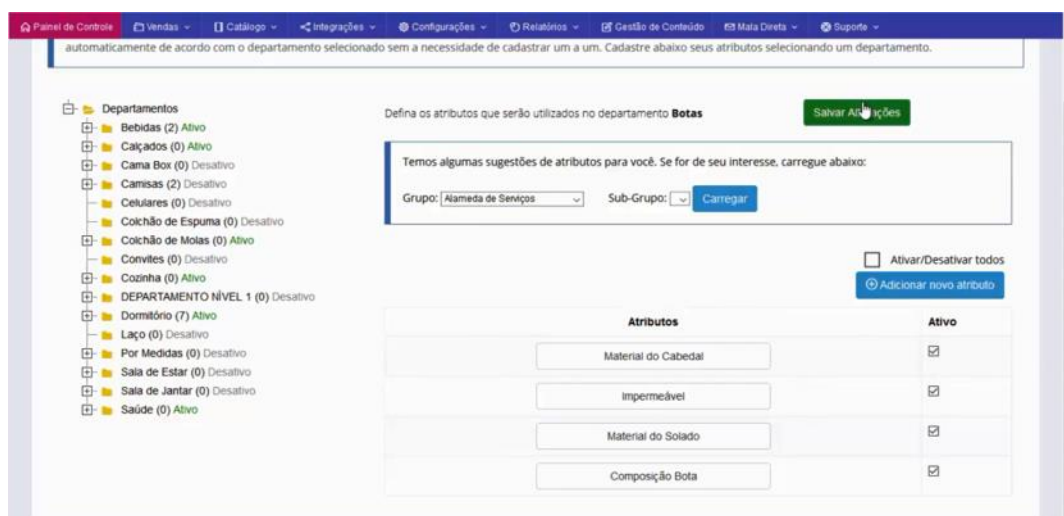 Painel de Controle Vendas Catálogo Integrações Configurações Relatórios Gestão de Conteúdo Mala Direta Suporte
automaticamente de acordo com o departamento selecionado sem a necessidade de cadastrar um a um. Cadastre abaixo seus atributos selecionando um departamento.
Departamentos
Bebidas (2) Ativo
Calçados (0) Ativo
Cama Box (0) Desativo
Camisas (2) Desativo
Celulares (0) Desativo
Colchão de Espuma (0) Desativo
Colchão de Molas (0) Ativo
Convites (0) Desativo
Cozinha (0) Ativo
DEPARTAMENTO NÍVEL 1 (0) Desativo
Dormitório (7) Ativo
Laço (0) Desativo
Por Medidas (0) Desativo
Sala de Estar (0) Desativo
Sala de Jantar (0) Desativo
Saúde (0) Ativo
Defina os atributos que serão utilizados no departamento Botas
Salvar
Temos algumas sugestões de atributos para você. Se for de seu interesse, carregue abaixo:
Grupo: Alameda de Serviços Sub-Grupo: Carregar
Ativar/Desativar todos
Adicionar novo atributo
Atributos Ativo
Material do Cabedal
Impermeável
Material do Solado
Composição Bota